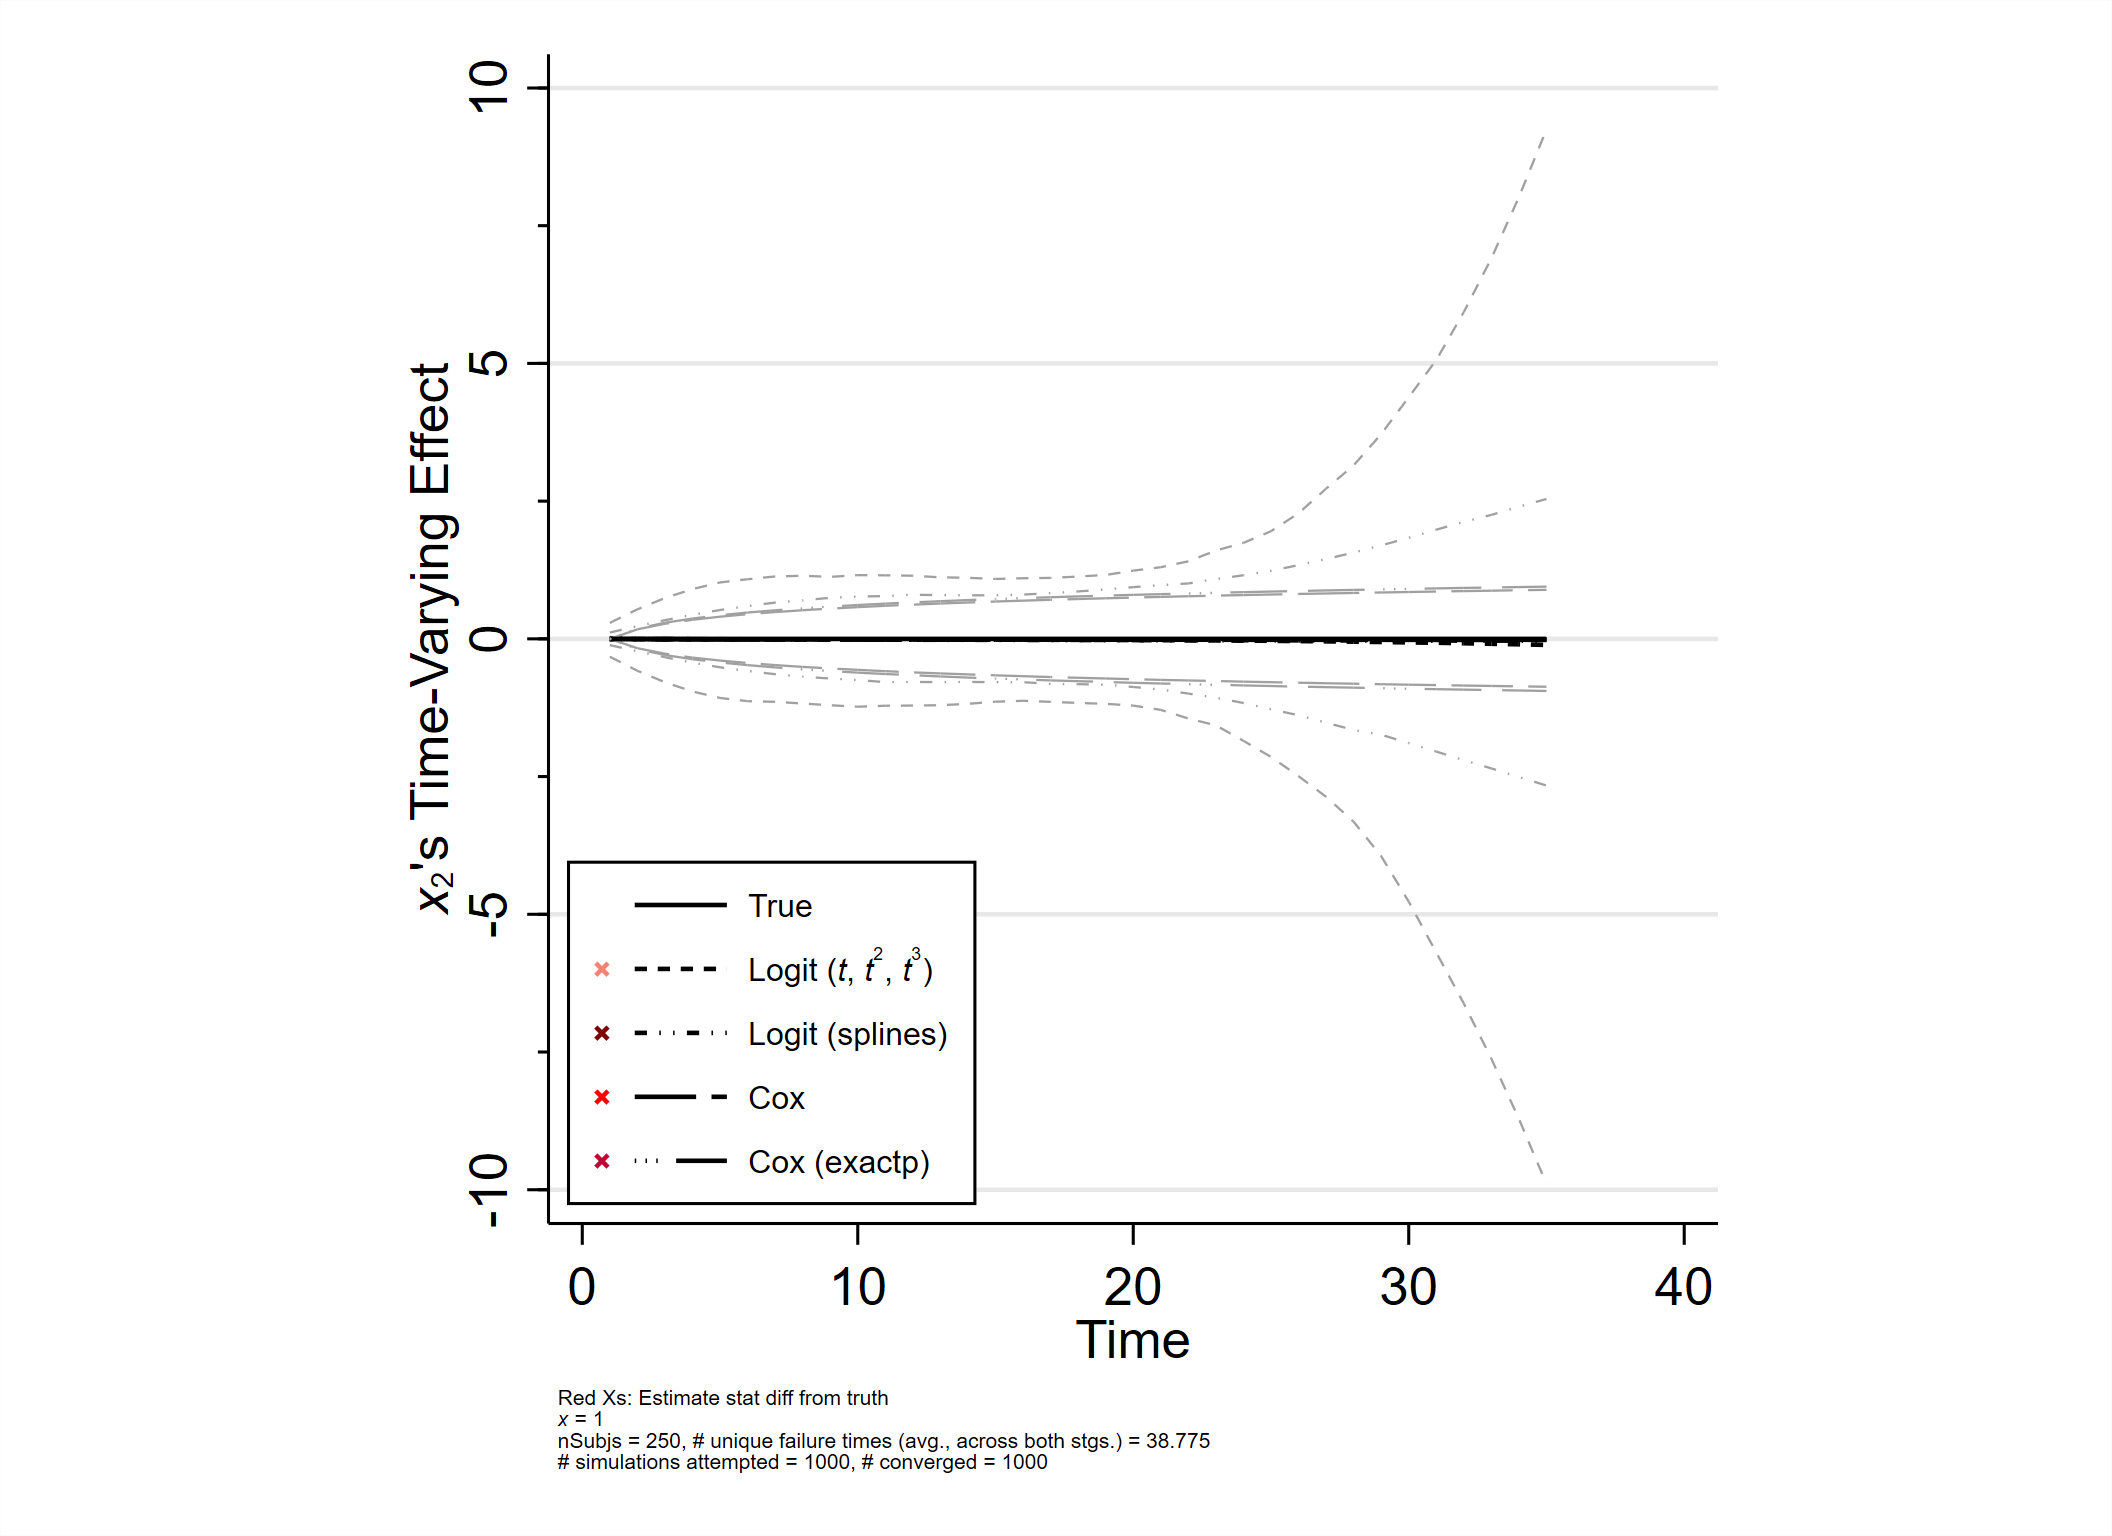 10
5
0
-5
-10
x₂'s Time-Varying Effect
True
Logit (t, t², t³)
Logit (splines)
Cox
Cox (exactp)
0 10 20 30 40
Time
Red Xs: Estimate stat diff from truth
x = 1
nSubjs = 250, # unique failure times (avg., across both stgs.) = 38.775
# simulations attempted = 1000, # converged = 1000